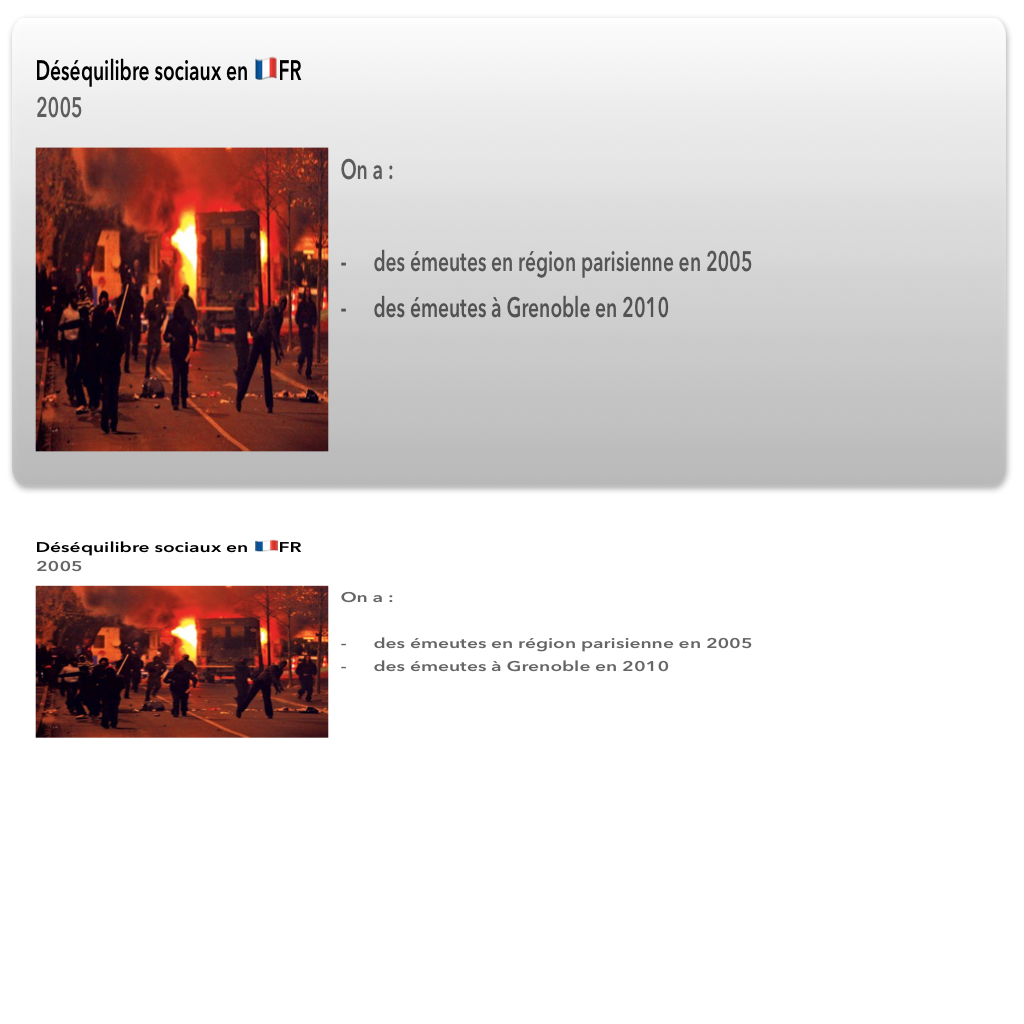 Déséquilibre sociaux en 🇫🇷FR
2005
On a :
- des émeutes en région parisienne en 2005
- des émeutes à Grenoble en 2010
Déséquilibre sociaux en 🇫🇷FR
2005
On a :
- des émeutes en région parisienne en 2005
- des émeutes à Grenoble en 2010